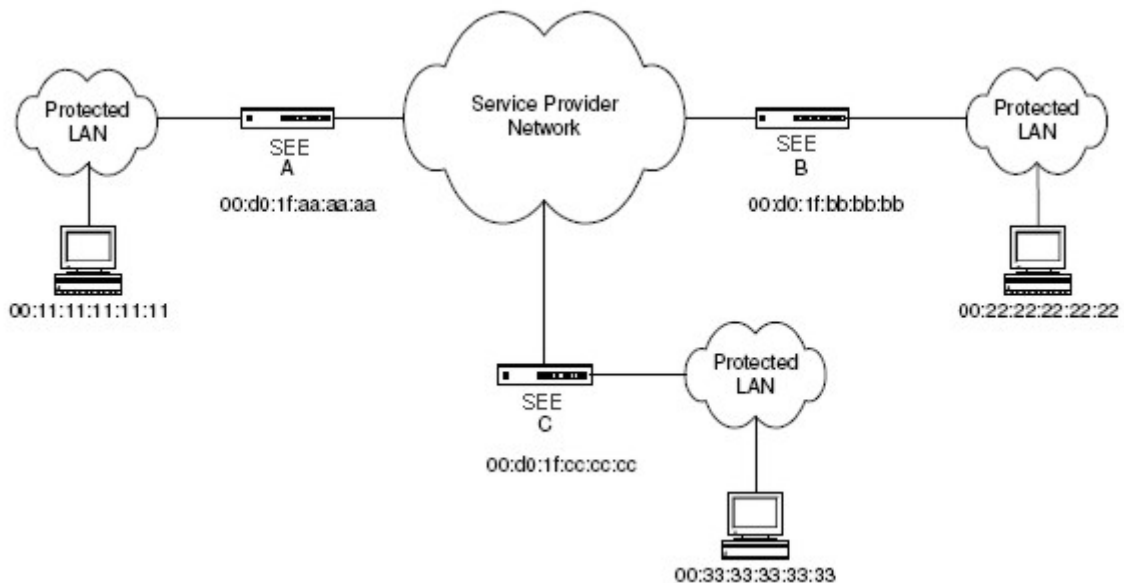 Service Provider
Network
Protected
LAN
SEE
A
00:d0:1f:aa:aa:aa
00:11:11:11:11:11
SEE
B
00:d0:1f:bb:bb:bb
Protected
LAN
00:22:22:22:22:22
SEE
C
00:d0:1f:cc:cc:cc
Protected
LAN
00:33:33:33:33:33